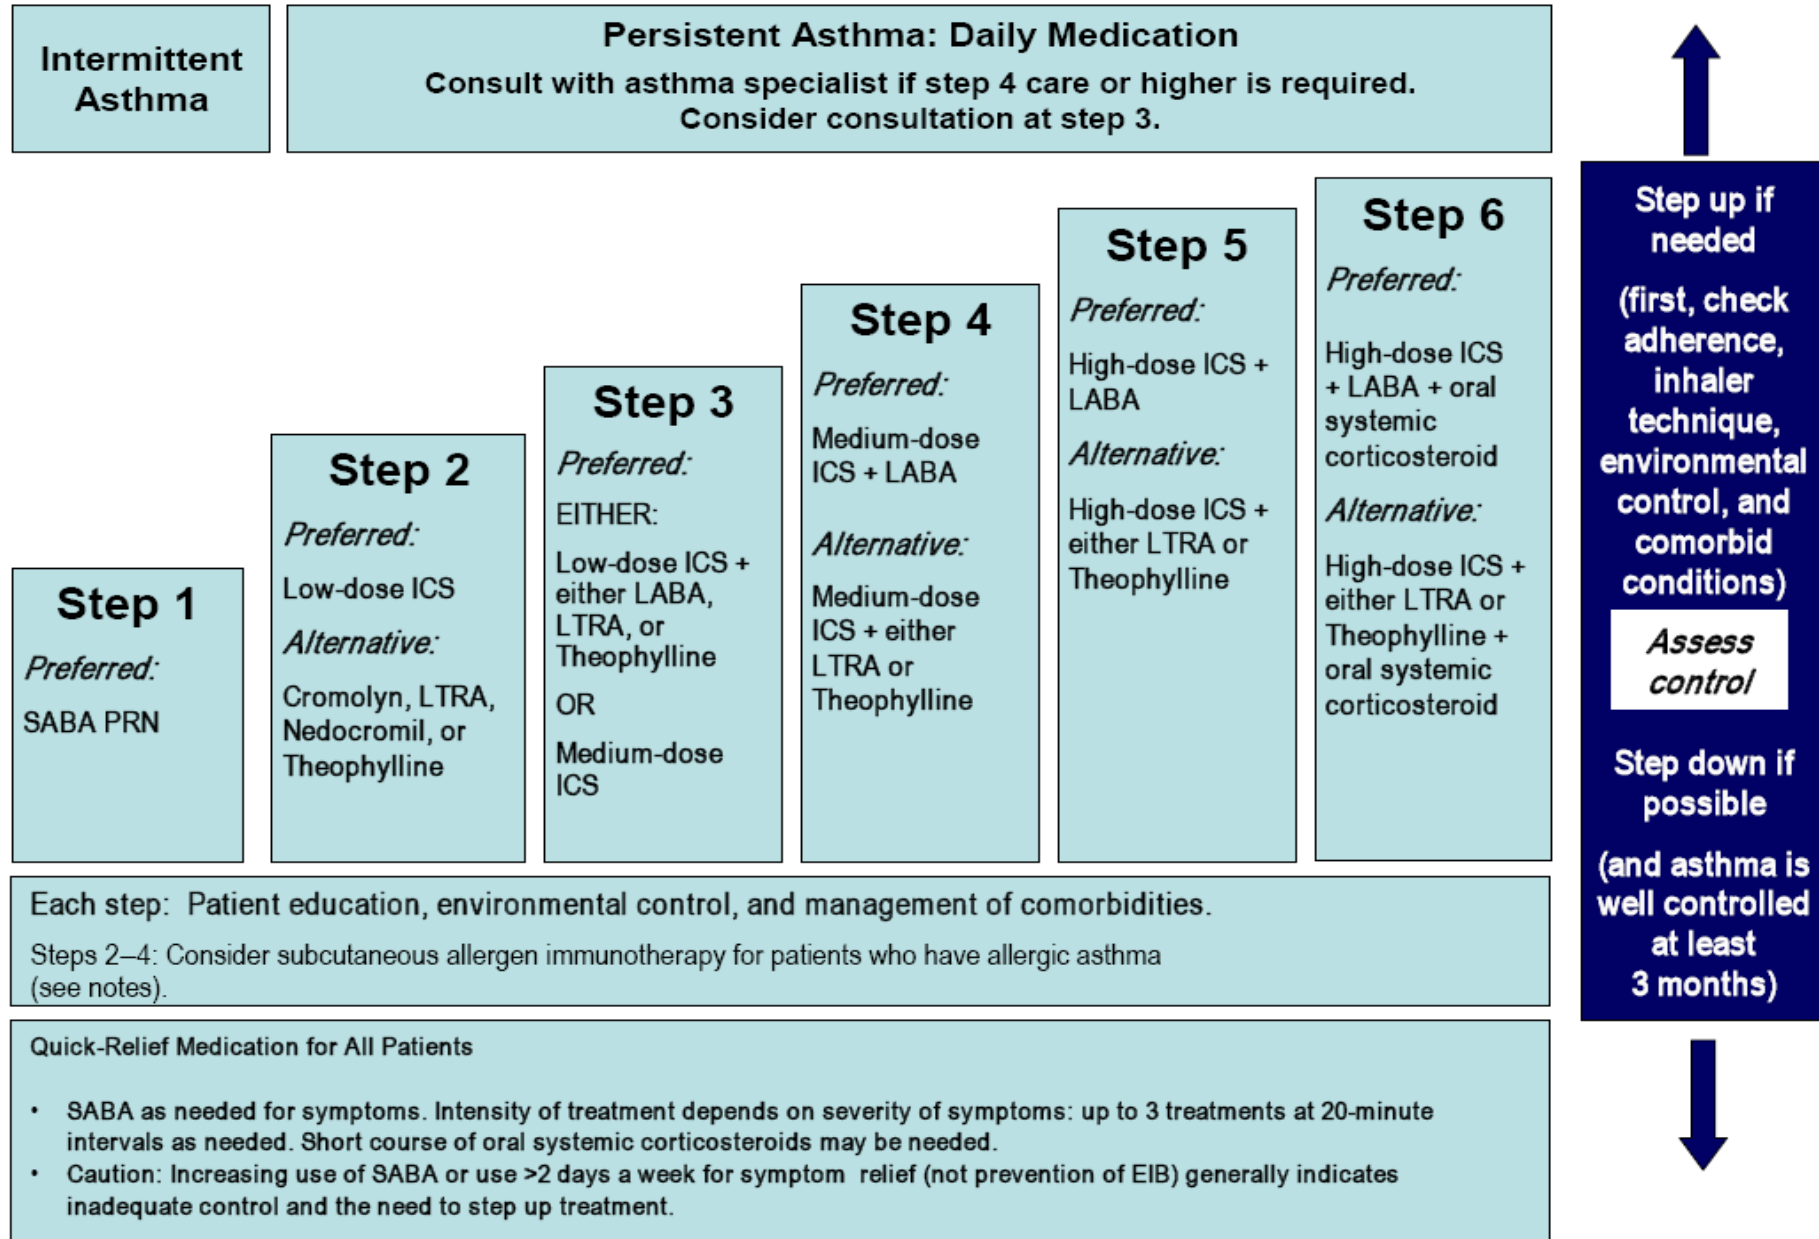 Intermittent
Asthma
Persistent Asthma: Daily Medication
Consult with asthma specialist if step 4 care or higher is required.
Consider consultation at step 3.
Step 1
Preferred:
SABA PRN
Step 2
Preferred:
Low-dose ICS
Alternative:
Cromolyn, LTRA,
Nedocromil, or
Theophylline
Step 3
Preferred:
EITHER:
Low-dose ICS +
either LABA,
LTRA, or
Theophylline
OR
Medium-dose
ICS
Step 4
Preferred:
Medium-dose
ICS + LABA
Alternative:
Medium-dose
ICS + either
LTRA or
Theophylline
Step 5
Preferred:
High-dose ICS +
LABA
Alternative:
High-dose ICS +
either LTRA or
Theophylline
Step 6
Preferred:
High-dose ICS
+ LABA + oral
systemic
corticosteroid
Alternative:
High-dose ICS +
either LTRA or
Theophylline +
oral systemic
corticosteroid
Each step: Patient education, environmental control, and management of comorbidities.
Steps 2–4: Consider subcutaneous allergen immunotherapy for patients who have allergic asthma
(see notes).
Quick-Relief Medication for All Patients
• SABA as needed for symptoms. Intensity of treatment depends on severity of symptoms: up to 3 treatments at 20-minute
intervals as needed. Short course of oral systemic corticosteroids may be needed.
• Caution: Increasing use of SABA or use >2 days a week for symptom relief (not prevention of EIB) generally indicates
inadequate control and the need to step up treatment.
Step up if
needed
(first, check
adherence,
inhaler
technique,
environmental
control, and
comorbid
conditions)
Assess
control
Step down if
possible
(and asthma is
well controlled
at least
3 months)